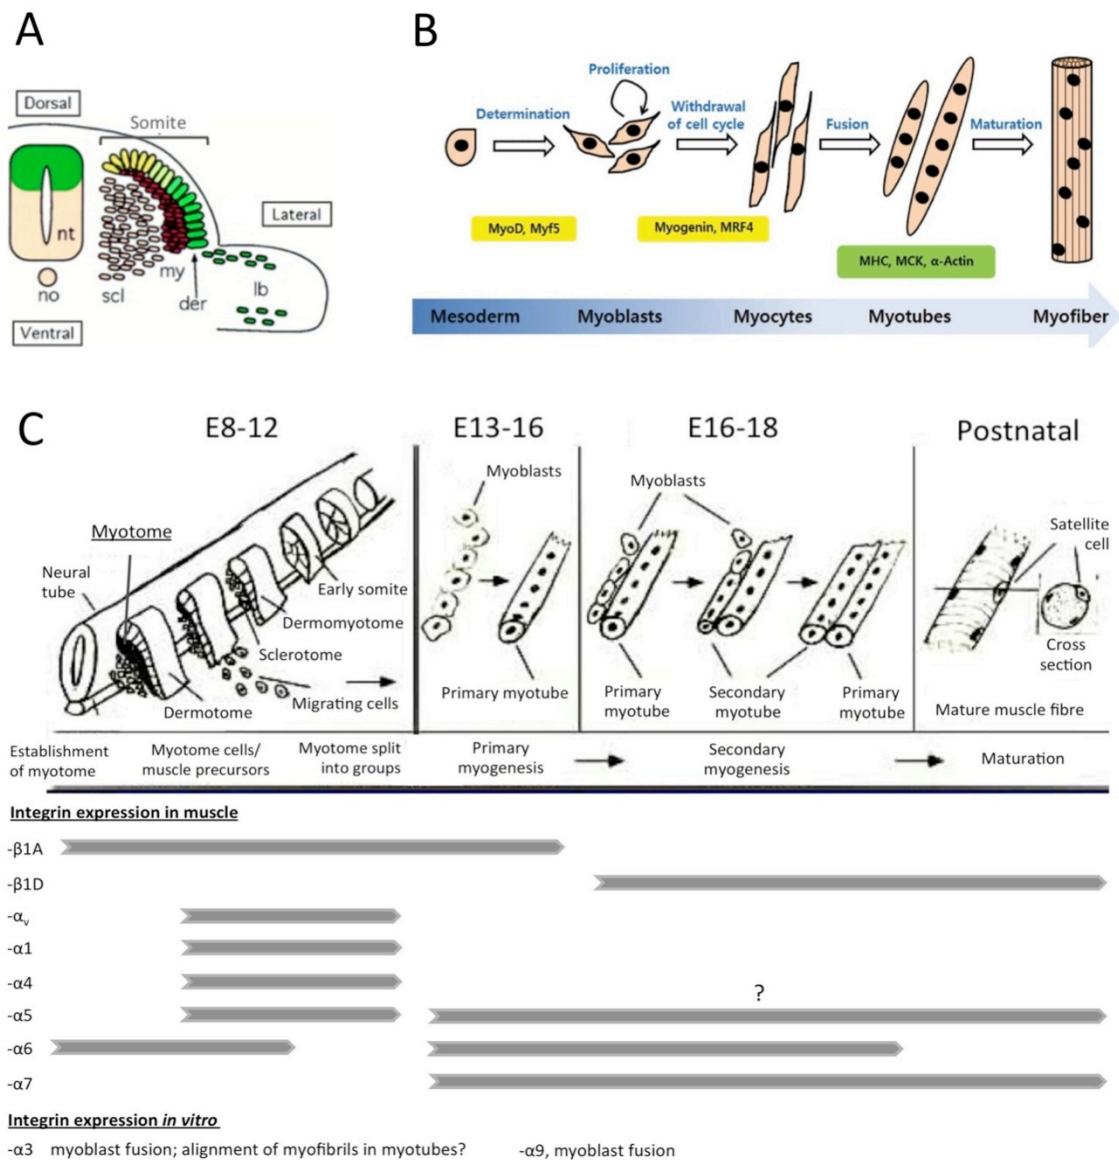 A
Dorsal
Somite
Lateral
nt
no
scl
my
der
lb
Ventral
B
Proliferation
Determination
Withdrawal
of cell cycle
Fusion
Maturation
MyoD, Myf5
Myogenin, MRF4
MHC, MCK, α-Actin
Mesoderm
Myoblasts
Myocytes
Myotubes
Myofiber
C
E8-12
E13-16
E16-18
Postnatal
Myotome
Neural
tube
Early somite
Dermomyotome
Sclerotome
Migrating cells
Dermotome
Myoblasts
Primary myotube
Myoblasts
Primary
myotube
Secondary
myotube
Primary
myotube
Satellite
cell
Cross
section
Mature muscle fibre
Establishment
of myotome
Myotome cells/
muscle precursors
Myotome split
into groups
Primary
myogenesis
Secondary
myogenesis
Maturation
Integrin expression in muscle
-β1A
-β1D
-αv
-α1
-α4
-α5
?
-α6
-α7
Integrin expression in vitro
-α3 myoblast fusion; alignment of myofibrils in myotubes? -α9, myoblast fusion